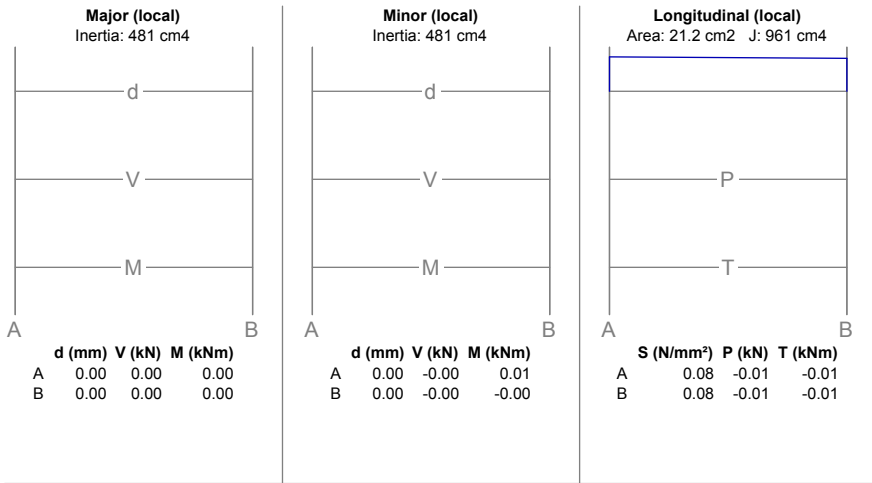 Major (local)
Inertia: 481 cm4
d
V
M
A B
d (mm) V (kN) M (kNm)
A 0.00 0.00 0.00
B 0.00 0.00 0.00
Minor (local)
Inertia: 481 cm4
d
V
M
A B
d (mm) V (kN) M (kNm)
A 0.00 -0.00 0.01
B 0.00 -0.00 -0.00
Longitudinal (local)
Area: 21.2 cm2 J: 961 cm4
P
T
A B
S (N/mm²) P (kN) T (kNm)
A 0.08 -0.01 -0.01
B 0.08 -0.01 -0.01